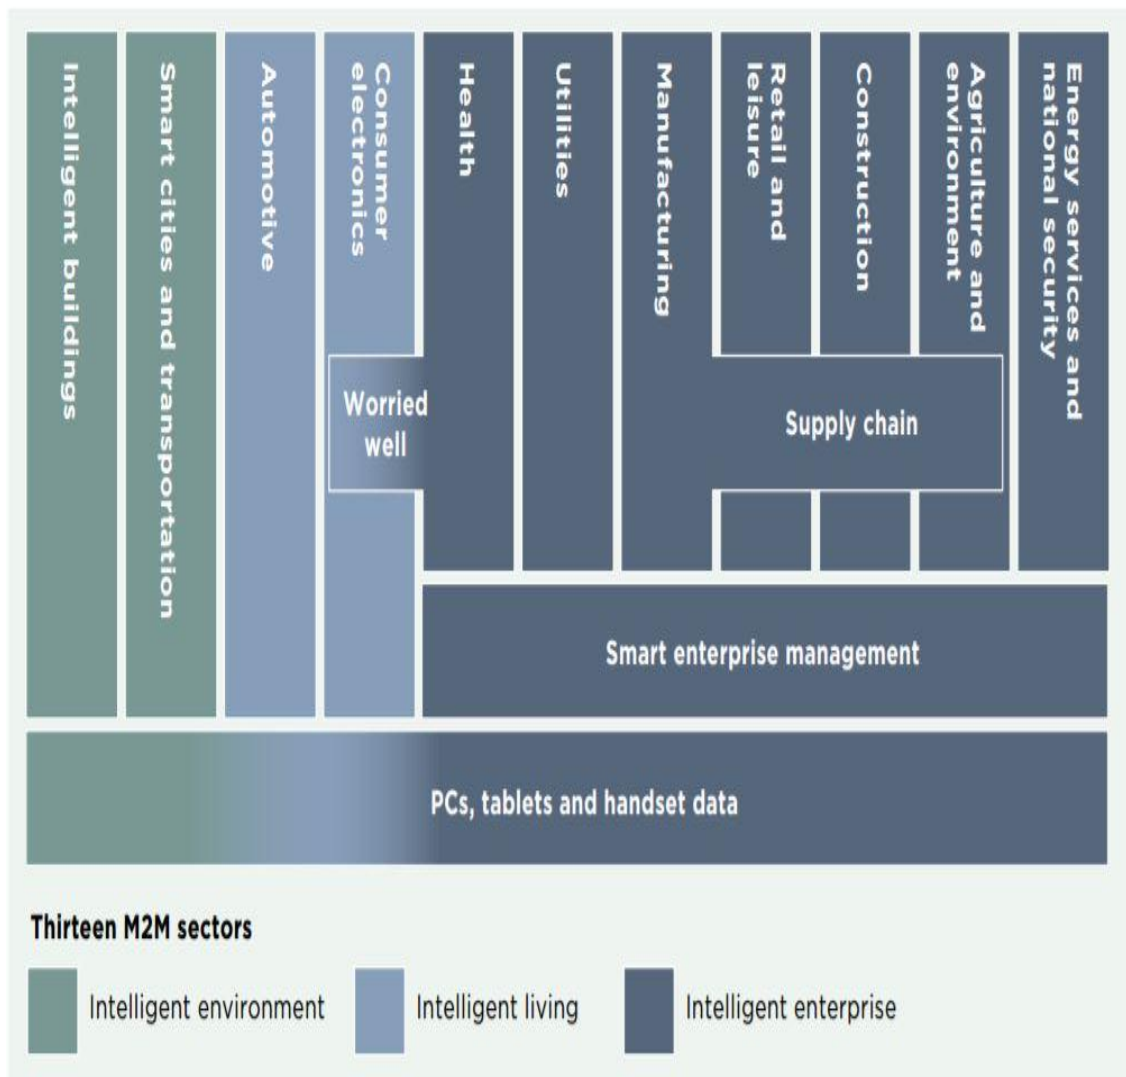 Intelligent buildings
Smart cities and transportation
Automotive
Consumer
electronics
Health
Utilities
Manufacturing
Retail and
leisure
Construction
Agriculture and
environment
Energy services and
national security
Worried
well
Supply chain
Smart enterprise management
PCs, tablets and handset data
Thirteen M2M sectors
Intelligent environment
Intelligent living
Intelligent enterprise